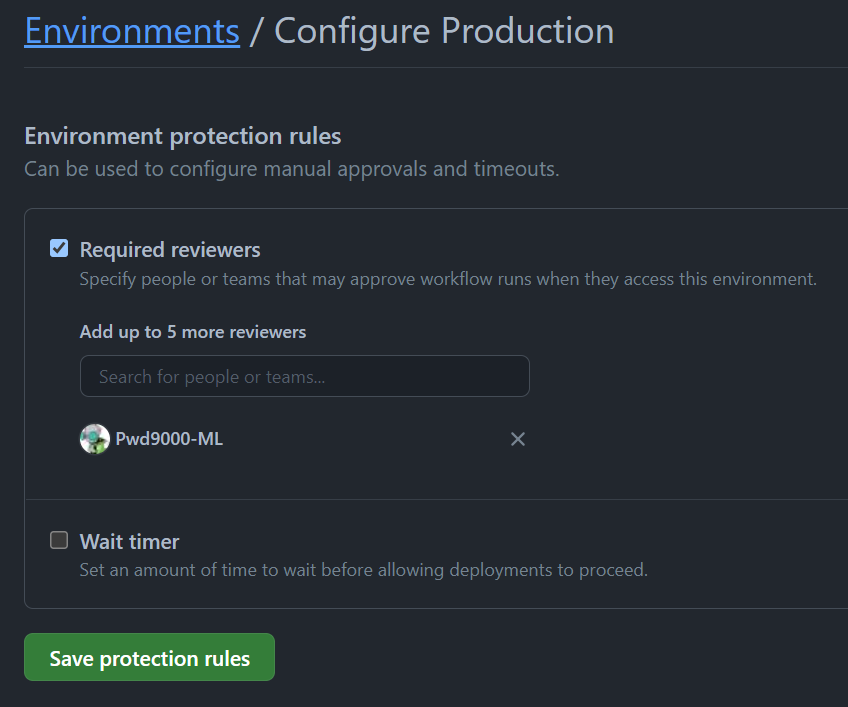 Environments / Configure Production
Environment protection rules
Can be used to configure manual approvals and timeouts.
Required reviewers
Specify people or teams that may approve workflow runs when they access this environment.
Add up to 5 more reviewers
Search for people or teams...
Pwd9000-ML
Wait timer
Set an amount of time to wait before allowing deployments to proceed.
Save protection rules